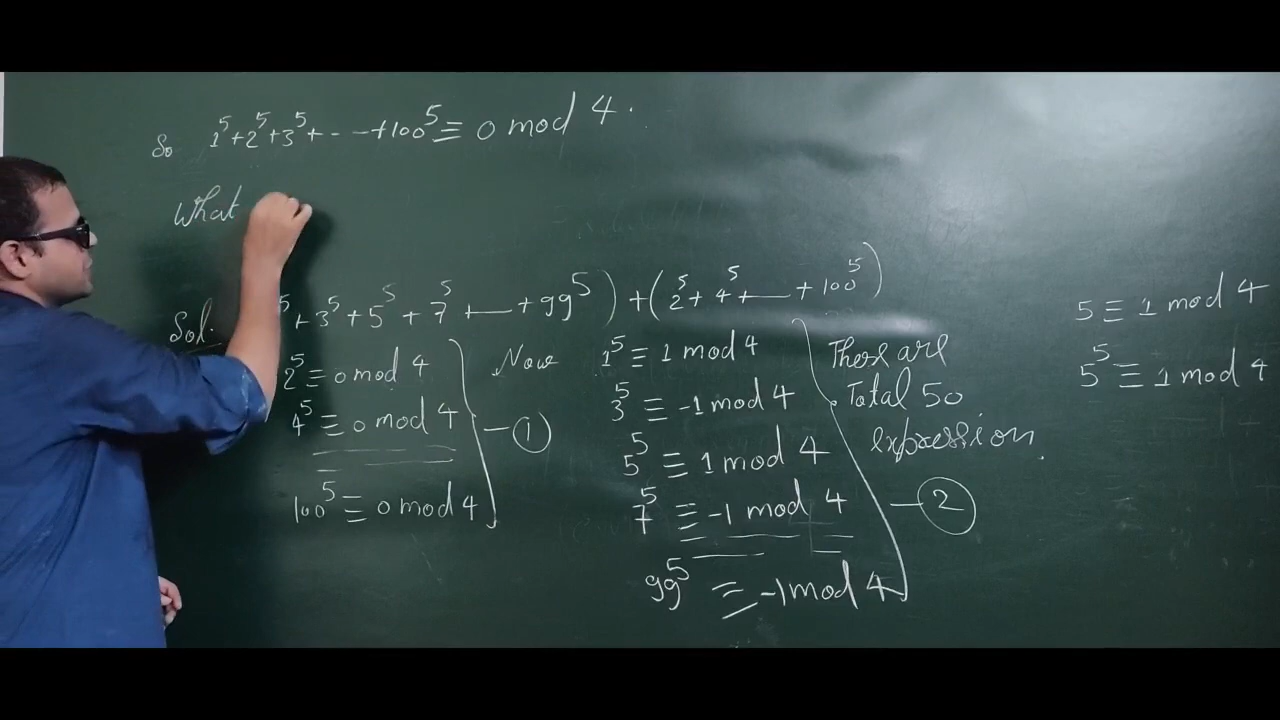 So 1⁵+2⁵+3⁵+---+100⁵≡ 0 mod 4.
What
Sol. ⁵+3⁵+5⁵+7⁵+—+99⁵)+(2⁵+4⁵+—+100⁵)
2⁵≡0 mod 4
4⁵≡0 mod 4
100⁵≡0 mod 4
—①
Now
1⁵≡ 1 mod 4
3⁵≡ -1 mod 4
5⁵≡ 1 mod 4
7⁵≡ -1 mod 4
99⁵≡ -1 mod 4
There are
Total 50
expression.
—②
5≡ 1 mod 4
5⁵≡ 1 mod 4